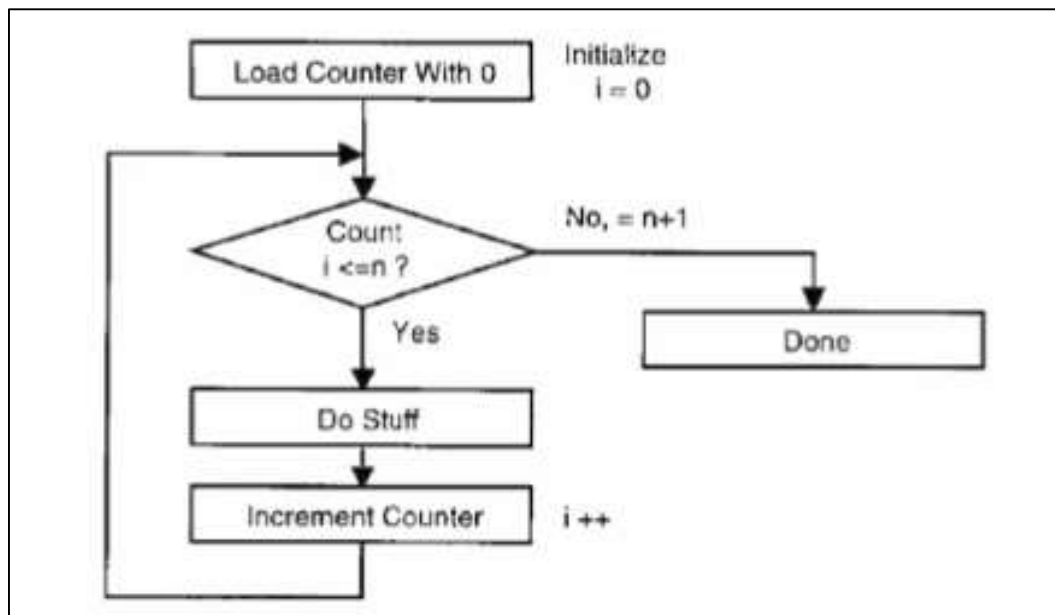 Load Counter With 0
Initialize
i = 0
Count
i <=n ?
No, = n+1
Yes
Done
Do Stuff
Increment Counter
i ++